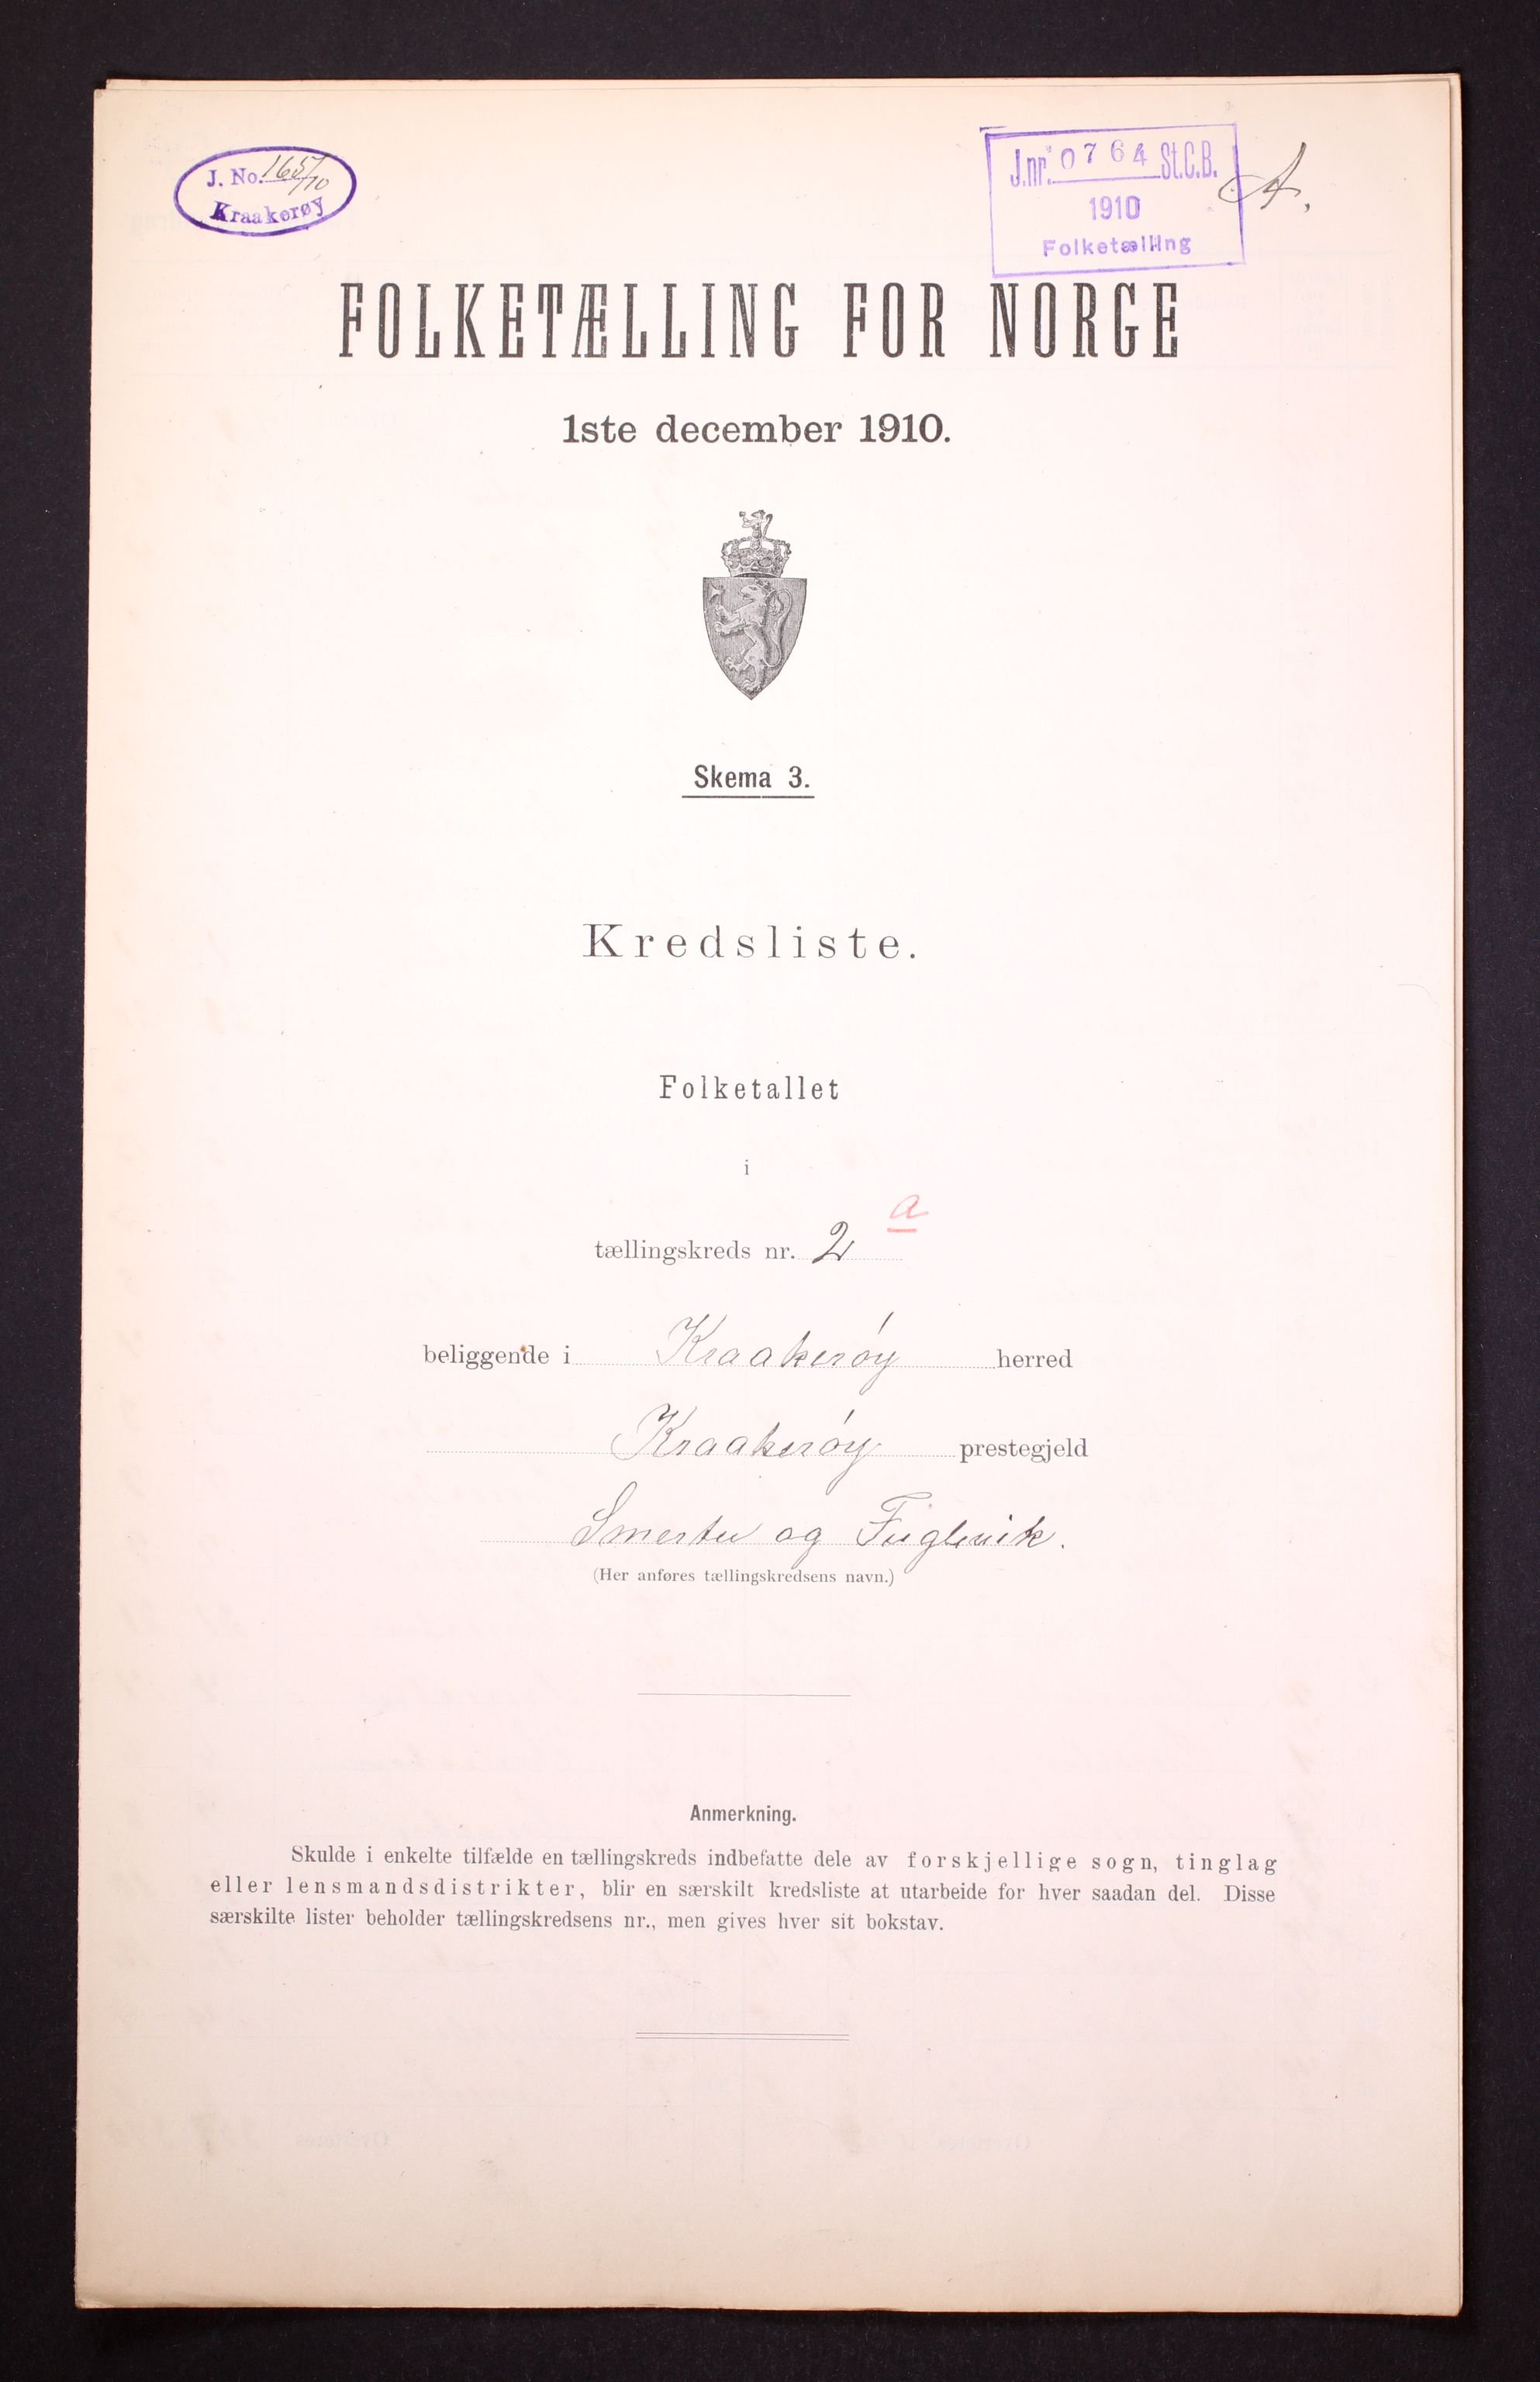 J. No. 165/10
Kraakerøy
J.nr. 0764 St.C.B.
1910
Folketælling
A.
FOLKETÆLLING FOR NORGE
1ste december 1910.
Skema 3.
Kredsliste.
Folketallet
i
tællingskreds nr. 2 a
beliggende i Kraakerøy herred
Kraakerøy prestegjeld
Smertu og Fuglevik.
(Her anføres tællingskredsens navn.)
Anmerkning.
Skulde i enkelte tilfælde en tællingskreds indbefatte dele av forskjellige sogn, tinglag
eller lensmandsdistrikter, blir en særskilt kredsliste at utarbeide for hver saadan del. Disse
særskilte lister beholder tællingskredsens nr., men gives hver sit bokstav.